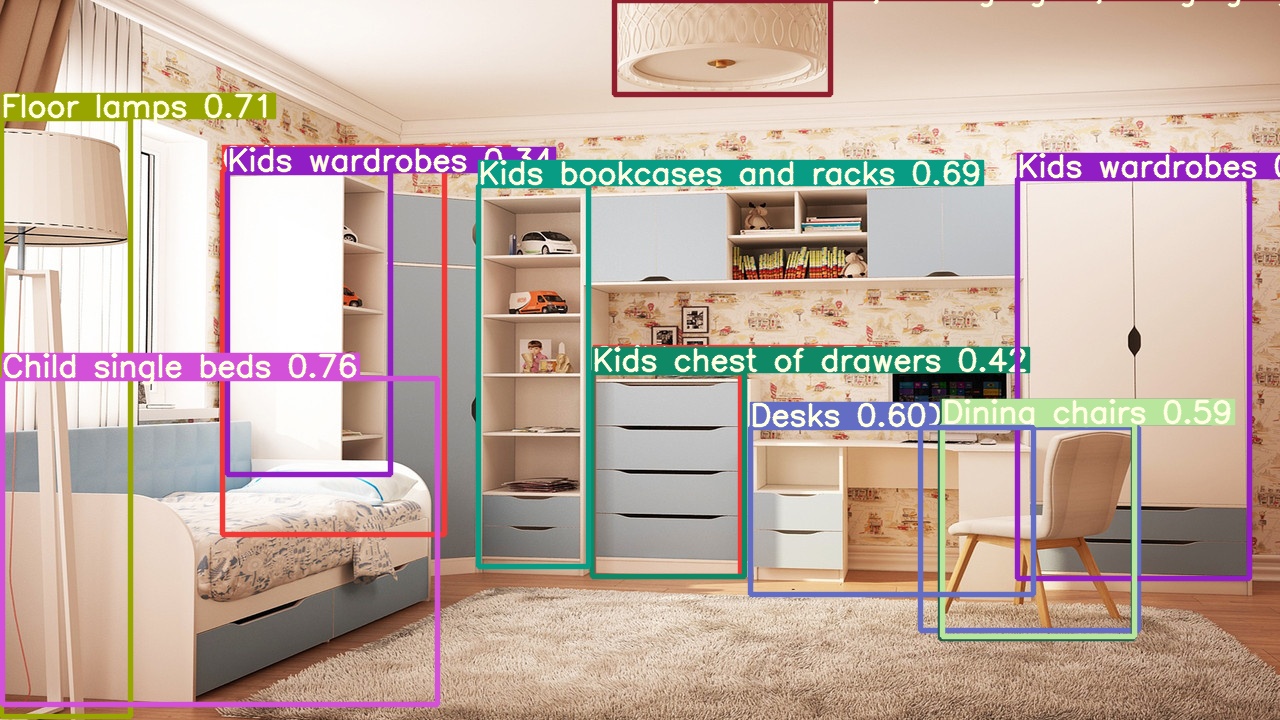 Floor lamps 0.71
Kids wardrobes 0.34
Kids bookcases and racks 0.69
Kids wardrobes 0
Child single beds 0.76
Kids chest of drawers 0.42
Desks 0.60
Dining chairs 0.59